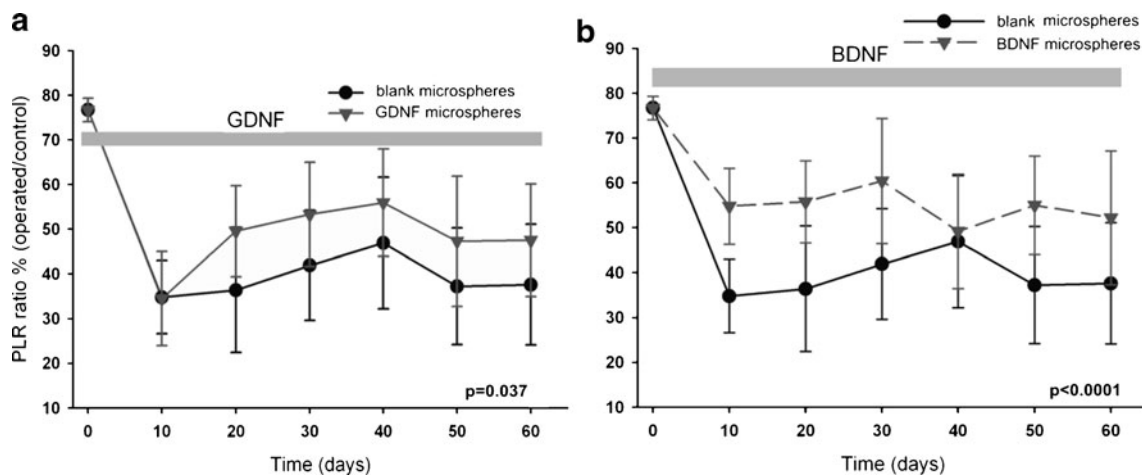 a
90
80
70
60
50
40
30
20
10
PLR ratio % (operated/control)
GDNF
blank microspheres
GDNF microspheres
p=0.037
0 10 20 30 40 50 60
Time (days)
b
blank microspheres
BDNF microspheres
90
80
70
60
50
40
30
20
10
BDNF
p<0.0001
0 10 20 30 40 50 60
Time (days)